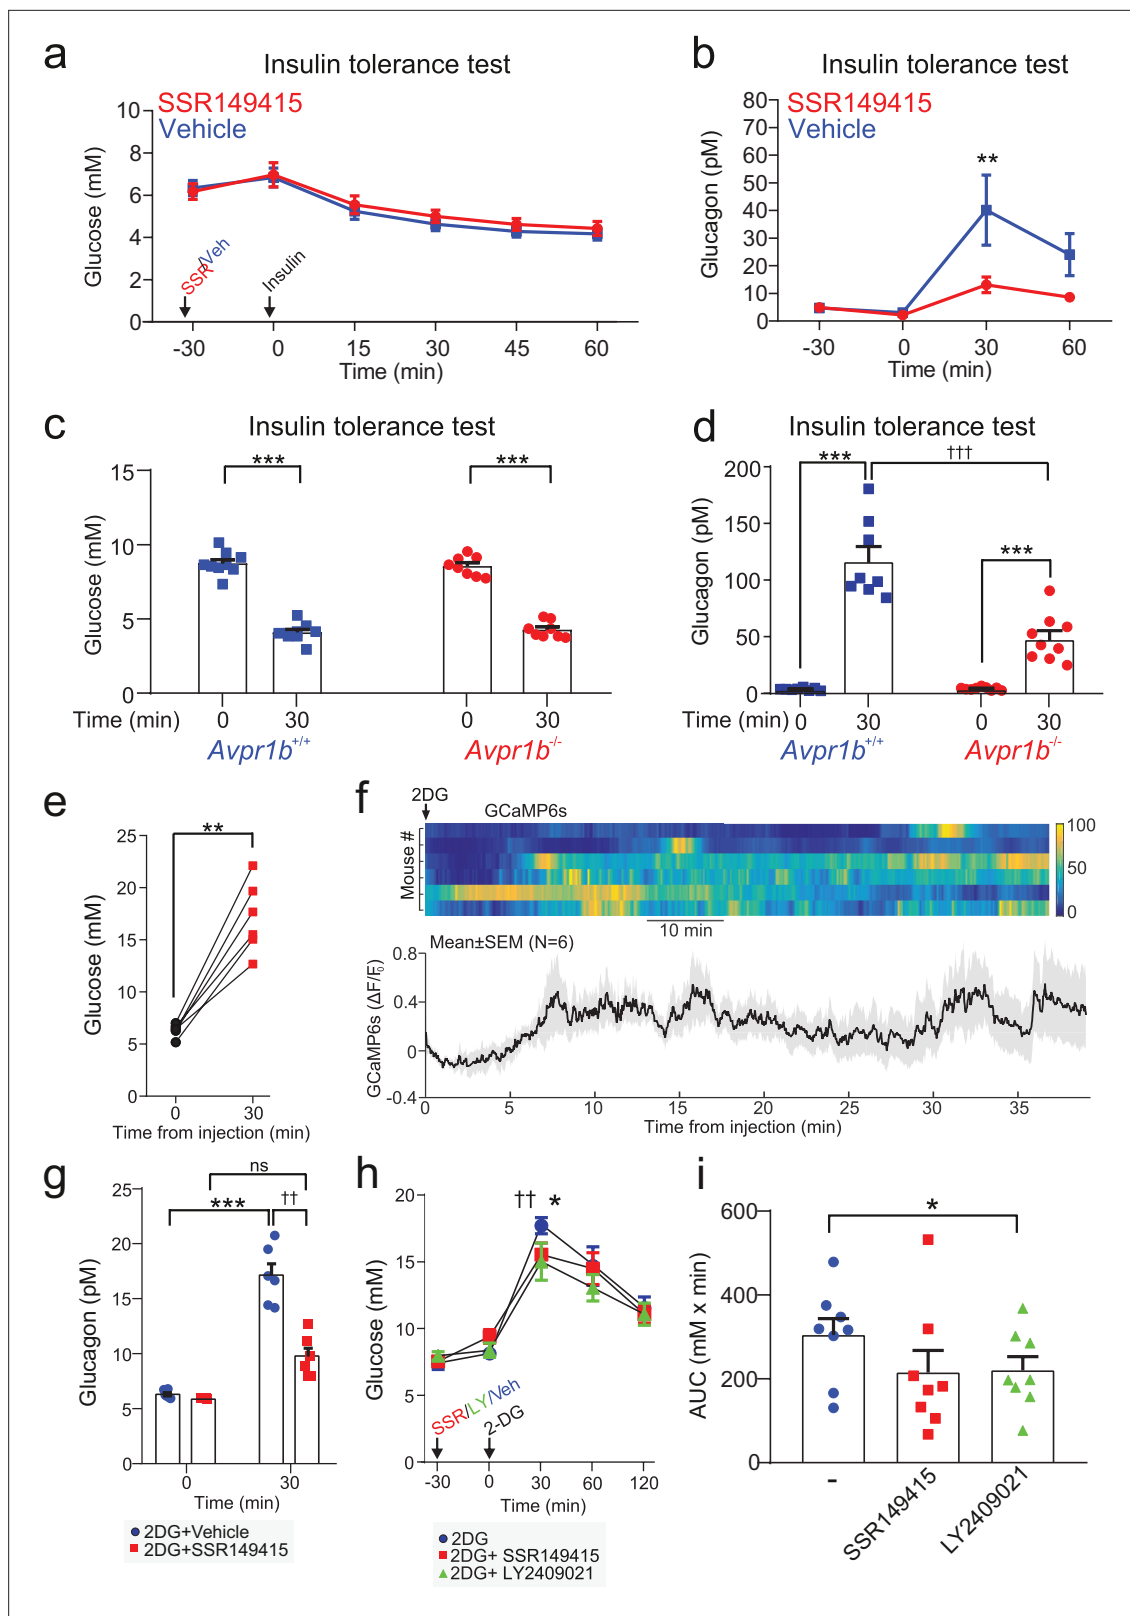 a
Insulin tolerance test
SSR149415
Vehicle
Glucose (mM)
10
8
6
4
2
0
SSR/Veh
Insulin
-30 0 15 30 45 60
Time (min)
b
Insulin tolerance test
SSR149415
Vehicle
Glucagon (pM)
80
70
60
50
40
30
20
10
0
**
-30 0 30 60
Time (min)
c
Insulin tolerance test
Glucose (mM)
15
10
5
0
*** ***
Time (min) 0 30 0 30
Avpr1b+/+ Avpr1b-/-
d
Insulin tolerance test
Glucagon (pM)
200
150
100
50
0
*** †††
***
Time (min) 0 30 0 30
Avpr1b+/+ Avpr1b-/-
e
Glucose (mM)
25
20
15
10
5
0
**
0 30
Time from injection (min)
f
2DG
GCaMP6s
Mouse #
100
50
0
10 min
Mean±SEM (N=6)
GCaMP6s (ΔF/F0)
0.8
0.4
0
-0.4
0 5 10 15 20 25 30 35
Time from injection (min)
g
Glucagon (pM)
25
20
15
10
5
0
ns
*** ††
0 30
Time (min)
2DG+Vehicle
2DG+SSR149415
h
Glucose (mM)
20
15
10
5
0
†† *
SSR/LY/Veh
2-DG
-30 0 30 60 120
Time (min)
2DG
2DG+ SSR149415
2DG+ LY2409021
i
AUC (mM x min)
600
400
200
0
*
-
SSR149415
LY2409021